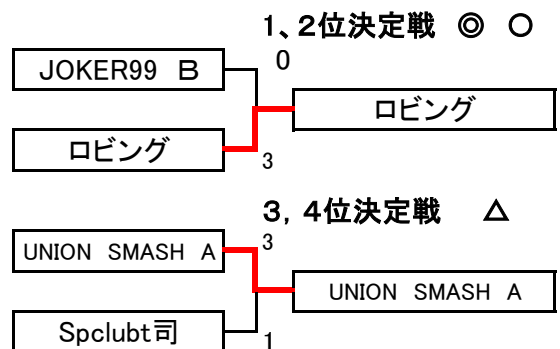 1、2位決定戦 ◎ ○
0
JOKER99 B
ロビング
ロビング
3
3，4位決定戦 △
3
UNION SMASH A
UNION SMASH A
Spclubt司
1